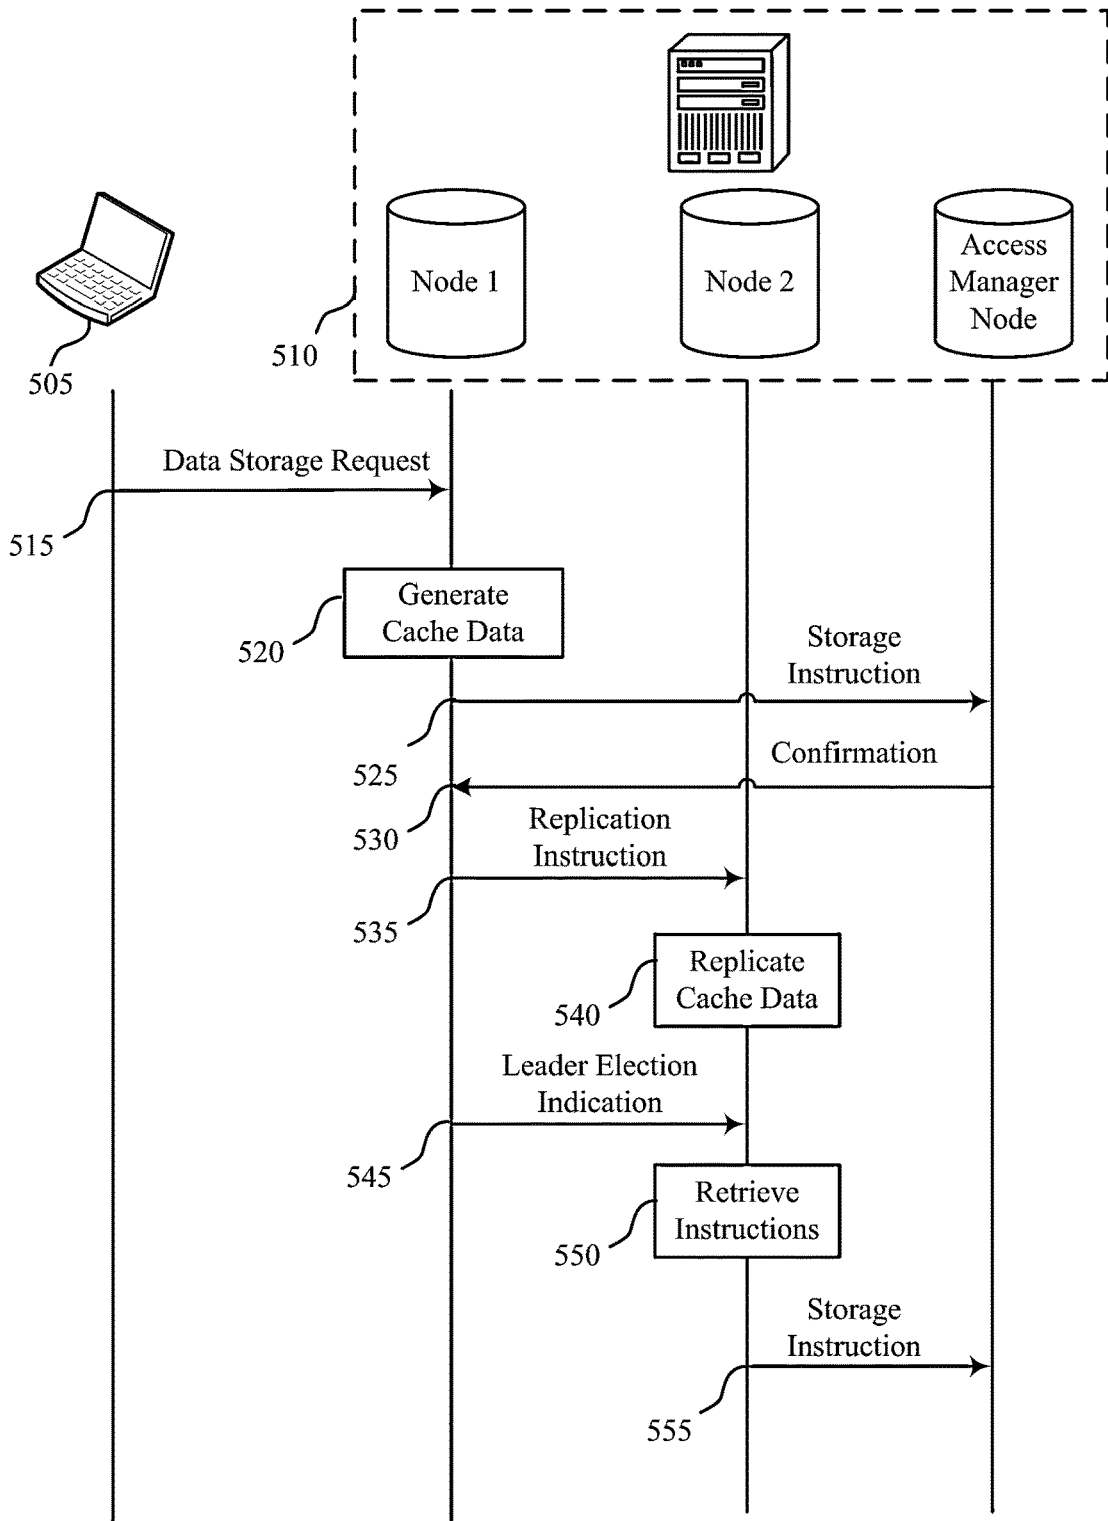 Node 1
Node 2
Access
Manager
Node
510
505
Data Storage Request
515
Generate
Cache Data
520
Storage
Instruction
525
Confirmation
530
Replication
Instruction
535
Replicate
Cache Data
540
Leader Election
Indication
545
Retrieve
Instructions
550
Storage
Instruction
555